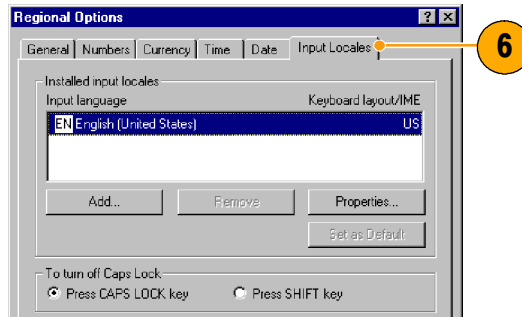 Regional Options
General Numbers Currency Time Date Input Locales
6
Installed input locales
Input language Keyboard layout/IME
EN English (United States) US
Add... Remove Properties...
Set as Default
To turn off Caps Lock
Press CAPS LOCK key Press SHIFT key